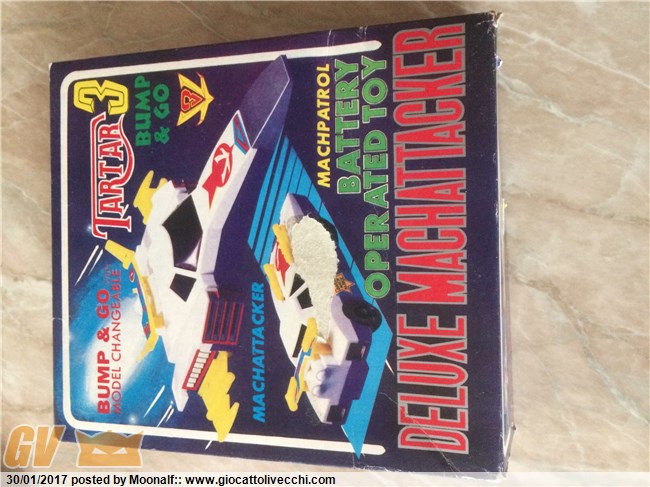 TARTAR 3
BUMP
& GO
3
BUMP & GO
MODEL CHANGEABLE
MACHATTACKER
MACHPATROL
BATTERY
OPERATED TOY
DELUXE MACHATTACKER
GV
30/01/2017 posted by Moonalf:: www.giocattolivecchi.com